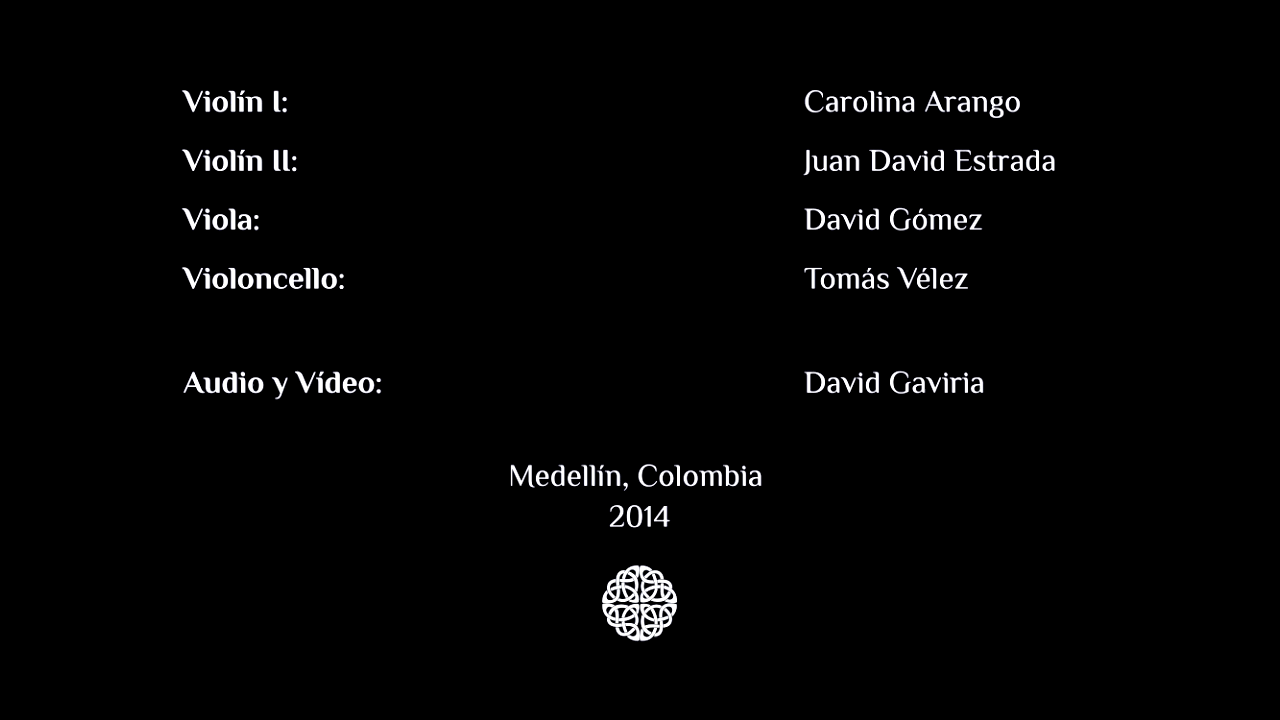 Violín I: Carolina Arango
Violín II: Juan David Estrada
Viola: David Gómez
Violoncello: Tomás Vélez
Audio y Vídeo: David Gaviria
Medellín, Colombia
2014